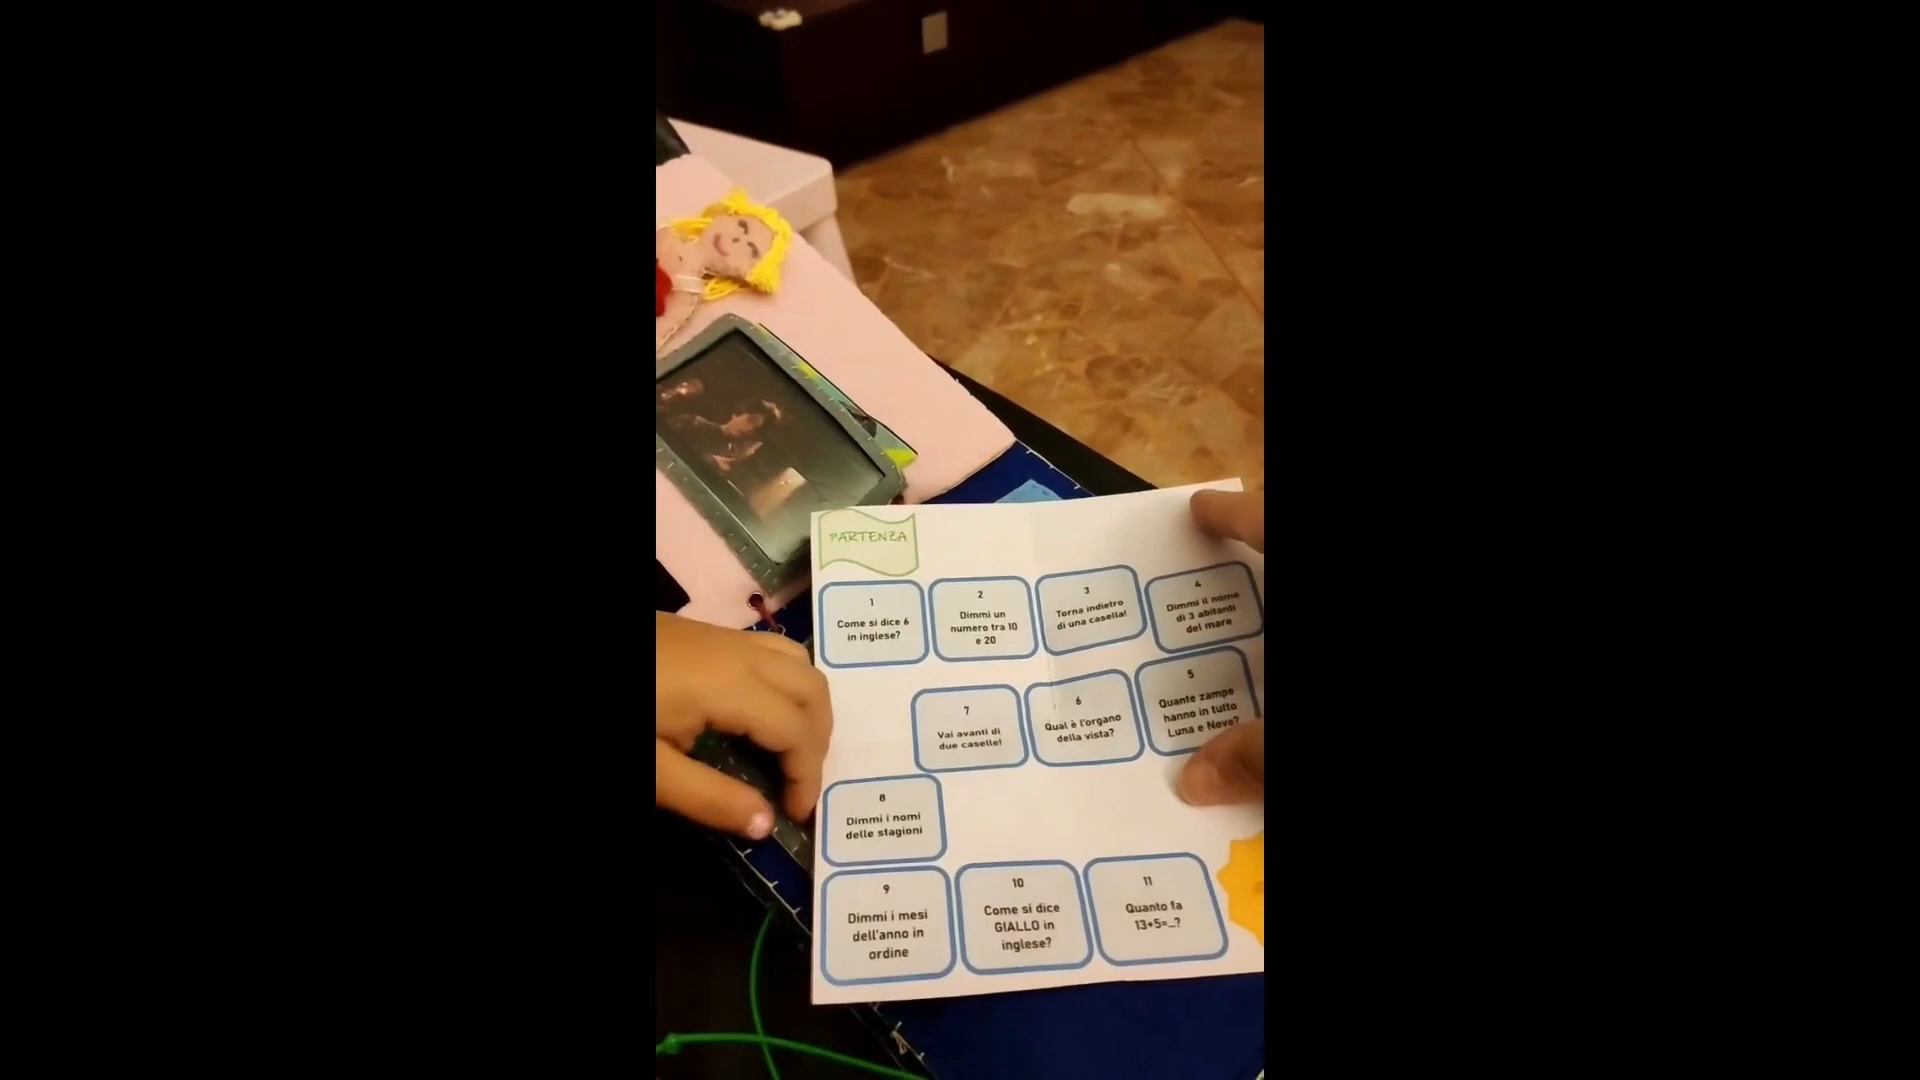 PARTENZA
1
Come si dice 6
in inglese?
2
Dimmi un
numero tra 10
e 20
3
Torna indietro
di una casella!
4
Dimmi il nome
di 3 abitanti
del mare
5
Quante zampe
hanno in tutto
Luna e Neve?
6
Qual è l'organo
della vista?
7
Vai avanti di
due caselle!
8
Dimmi i nomi
delle stagioni
9
Dimmi i mesi
dell'anno in
ordine
10
Come si dice
GIALLO in
inglese?
11
Quanto fa
13+5=...?